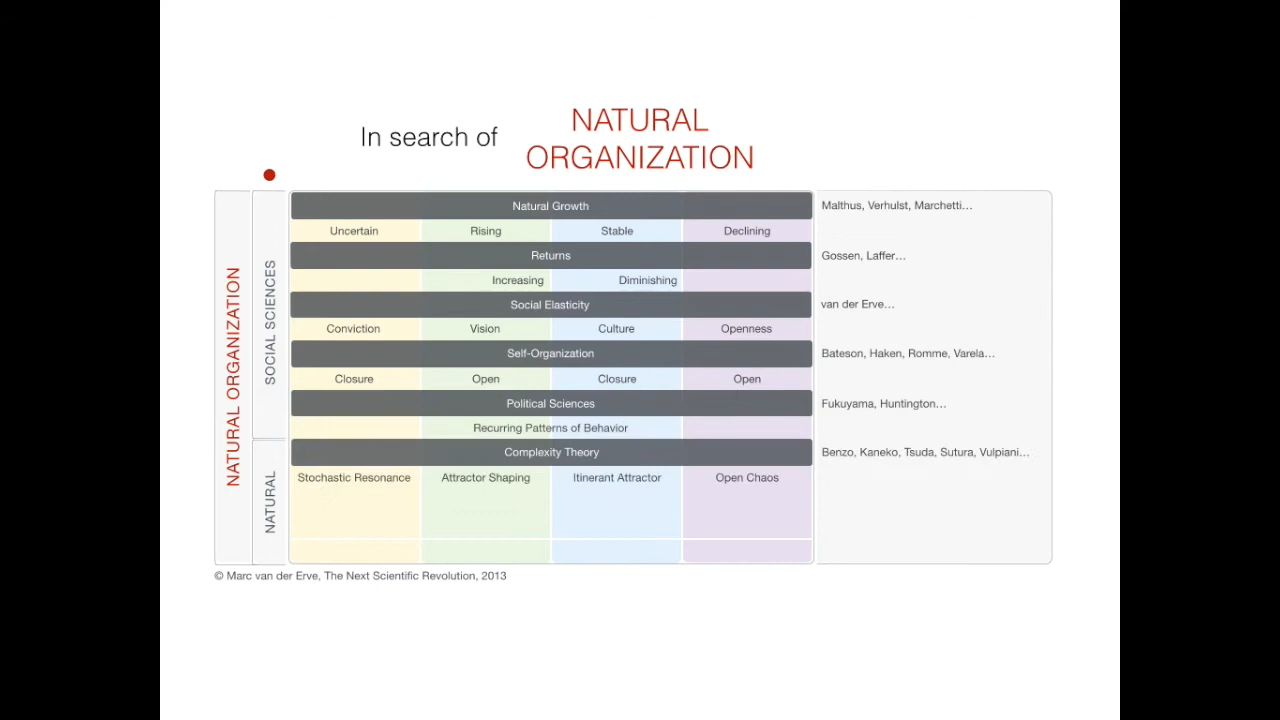 In search of
NATURAL
ORGANIZATION
NATURAL ORGANIZATION
SOCIAL SCIENCES
NATURAL
Natural Growth
Malthus, Verhulst, Marchetti...
Uncertain Rising Stable Declining
Returns
Gossen, Laffer...
Increasing Diminishing
Social Elasticity
van der Erve...
Conviction Vision Culture Openness
Self-Organization
Bateson, Haken, Romme, Varela...
Closure Open Closure Open
Political Sciences
Fukuyama, Huntington...
Recurring Patterns of Behavior
Complexity Theory
Benzo, Kaneko, Tsuda, Sutura, Vulpiani...
Stochastic Resonance Attractor Shaping Itinerant Attractor Open Chaos
© Marc van der Erve, The Next Scientific Revolution, 2013